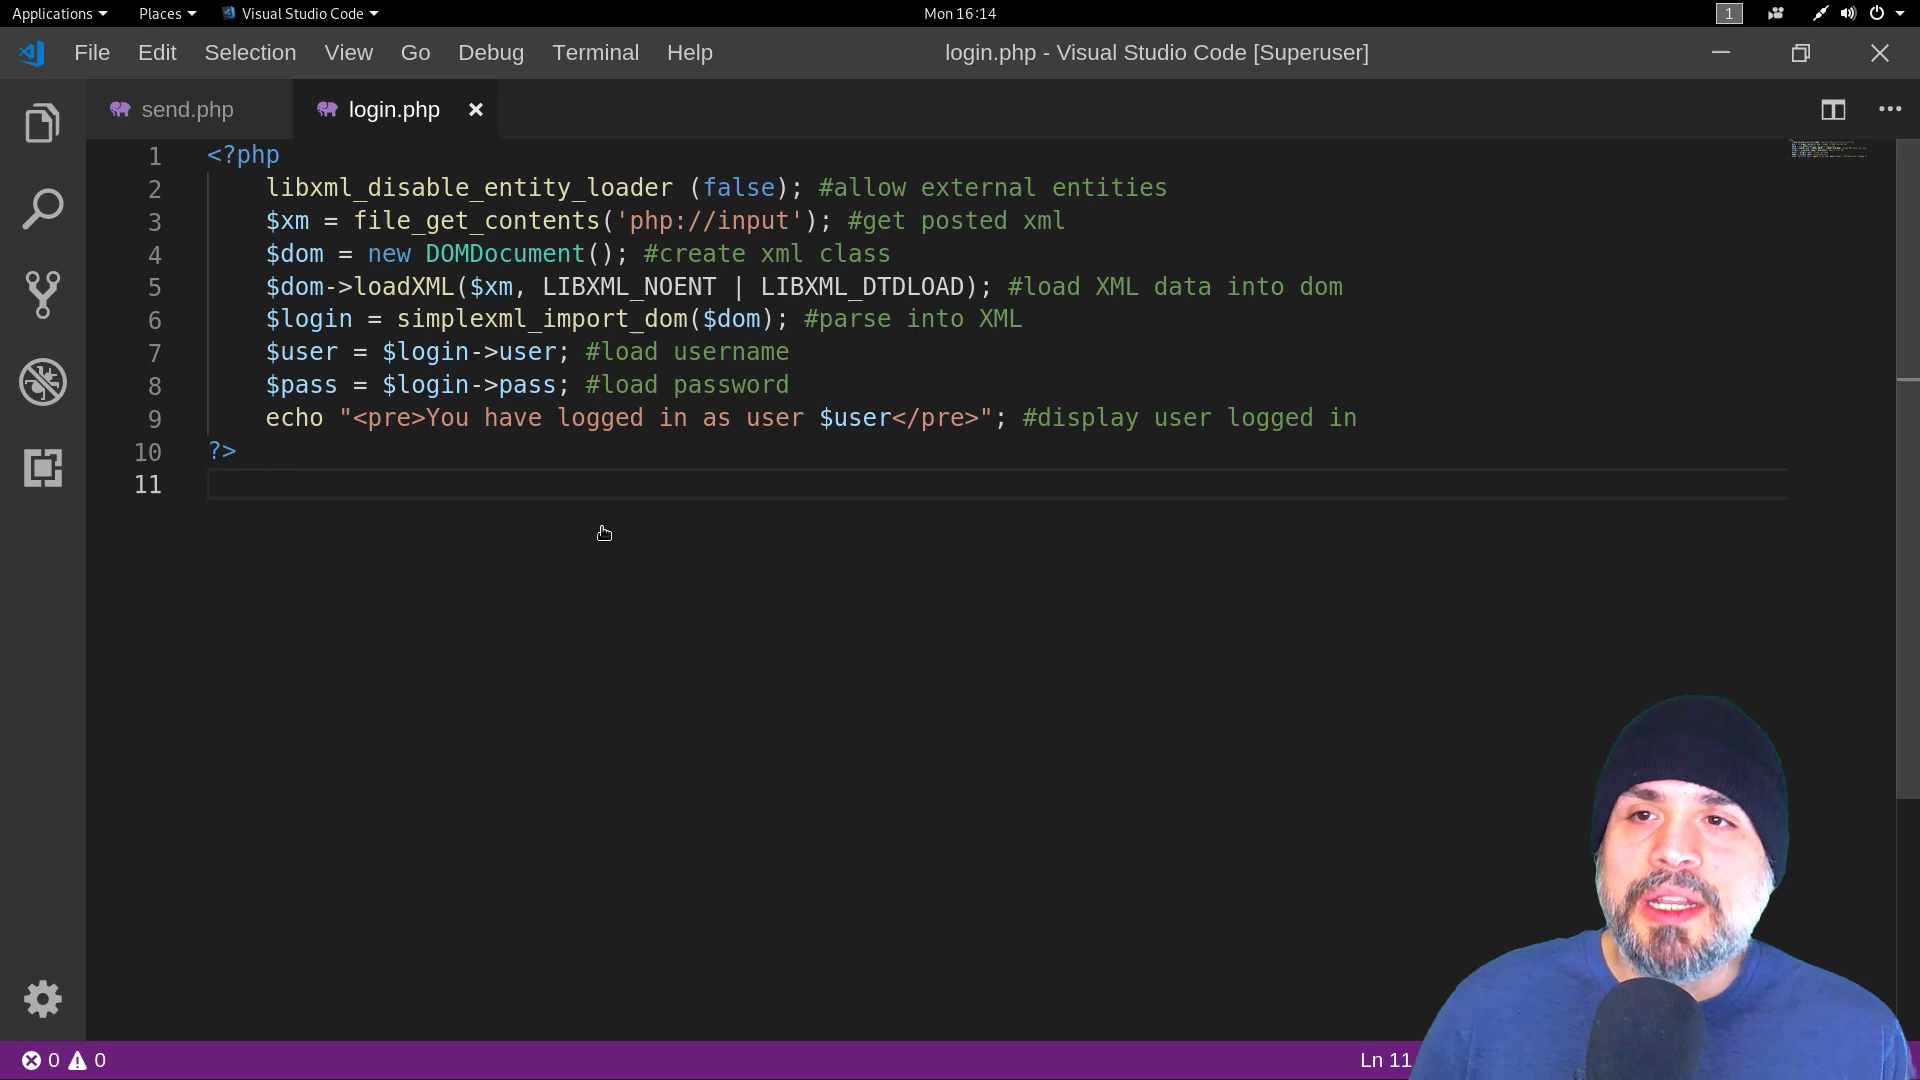 Applications Places Visual Studio Code Mon 16:14 1
File Edit Selection View Go Debug Terminal Help login.php - Visual Studio Code [Superuser]
send.php login.php
1 <?php
2 libxml_disable_entity_loader (false); #allow external entities
3 $xm = file_get_contents('php://input'); #get posted xml
4 $dom = new DOMDocument(); #create xml class
5 $dom->loadXML($xm, LIBXML_NOENT | LIBXML_DTDLOAD); #load XML data into dom
6 $login = simplexml_import_dom($dom); #parse into XML
7 $user = $login->user; #load username
8 $pass = $login->pass; #load password
9 echo "<pre>You have logged in as user $user</pre>"; #display user logged in
10 ?>
11
0 0 Ln 11